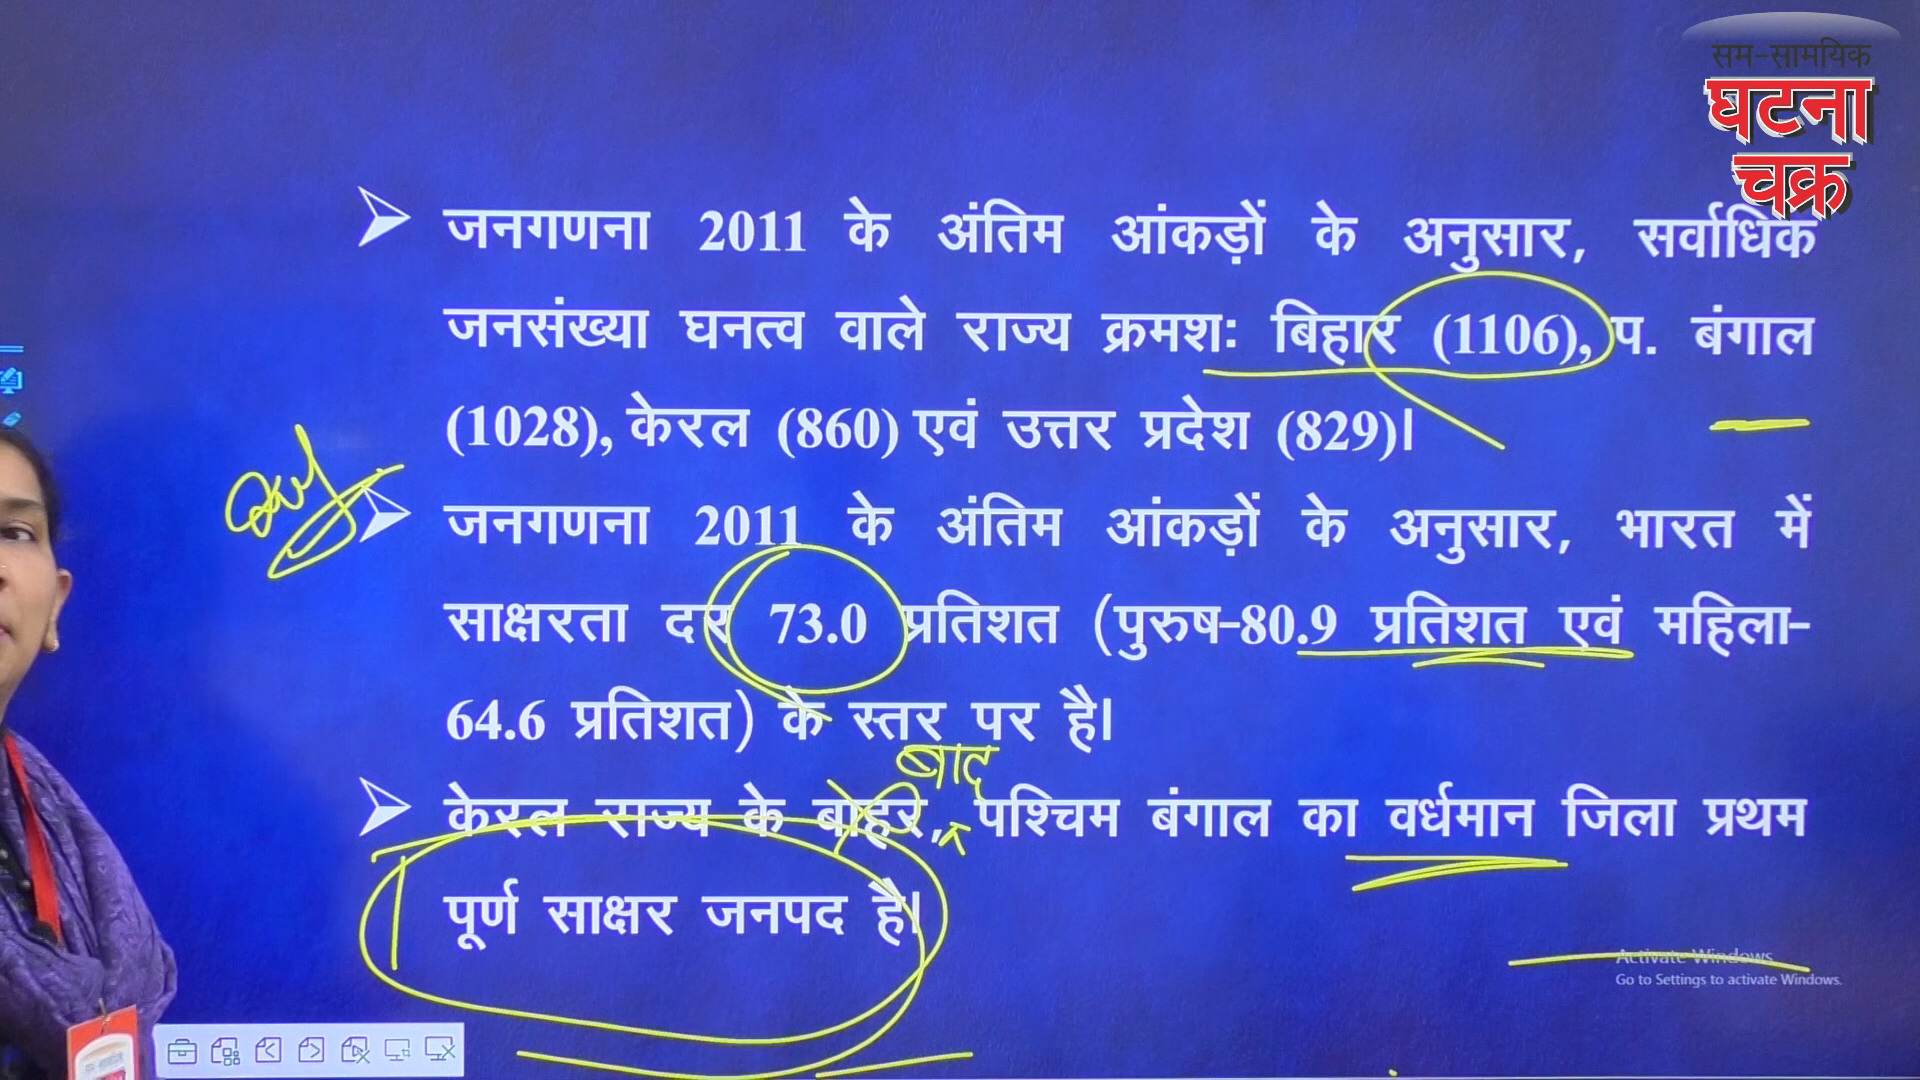 सम-सामयिक
घटना
चक्र
जनगणना 2011 के अंतिम आंकड़ों के अनुसार, सर्वाधिक
जनसंख्या घनत्व वाले राज्य क्रमशः बिहार (1106), प. बंगाल
(1028), केरल (860) एवं उत्तर प्रदेश (829)।
जनगणना 2011 के अंतिम आंकड़ों के अनुसार, भारत में
साक्षरता दर 73.0 प्रतिशत (पुरुष-80.9 प्रतिशत एवं महिला-
64.6 प्रतिशत) के स्तर पर है।
बाद
केरल राज्य के बाहर, पश्चिम बंगाल का वर्धमान जिला प्रथम
पूर्ण साक्षर जनपद है।
Activate Windows
Go to Settings to activate Windows.